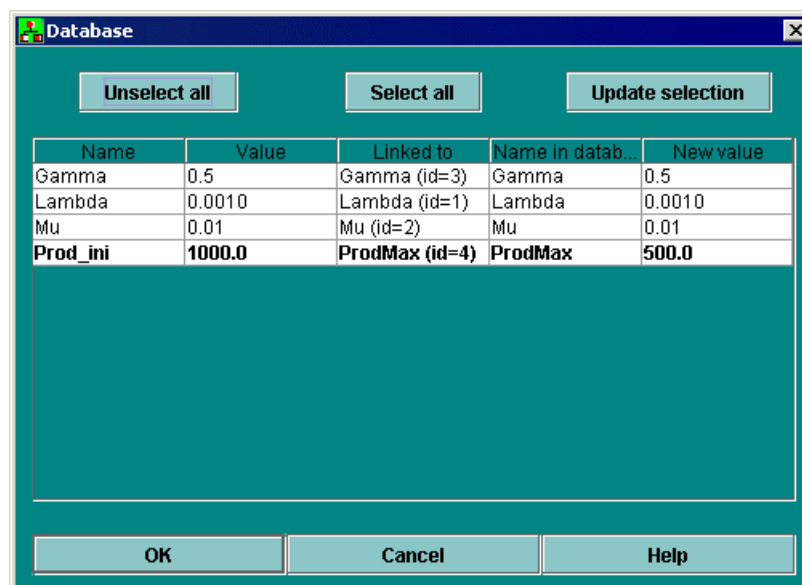 Database
Unselect all Select all Update selection
Name Value Linked to Name in datab... New value
Gamma 0.5 Gamma (id=3) Gamma 0.5
Lambda 0.0010 Lambda (id=1) Lambda 0.0010
Mu 0.01 Mu (id=2) Mu 0.01
Prod_ini 1000.0 ProdMax (id=4) ProdMax 500.0
OK Cancel Help